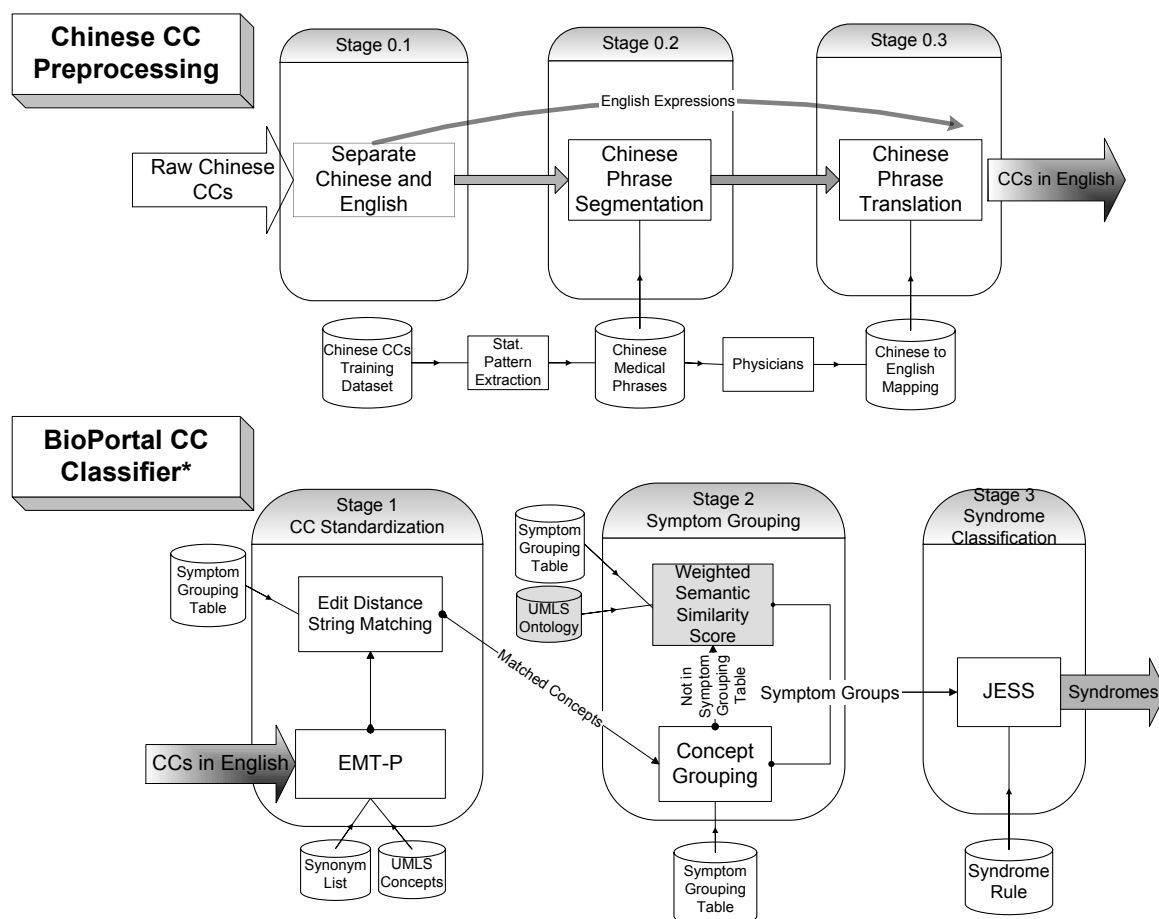 Chinese CC
Preprocessing
Stage 0.1
Stage 0.2
Stage 0.3
English Expressions
Raw Chinese
CCs
Separate
Chinese and
English
Chinese
Phrase
Segmentation
Chinese
Phrase
Translation
CCs in English
Chinese CCs
Training
Dataset
Stat.
Pattern
Extraction
Chinese
Medical
Phrases
Physicians
Chinese to
English
Mapping
BioPortal CC
Classifier*
Stage 1
CC Standardization
Stage 2
Symptom Grouping
Stage 3
Syndrome
Classification
Symptom
Grouping
Table
Edit Distance
String Matching
Symptom
Grouping
Table
UMLS
Ontology
Weighted
Semantic
Similarity
Score
Matched Concepts
Not in
Symptom
Grouping
Table
Symptom Groups
JESS
Syndromes
CCs in English
EMT-P
Concept
Grouping
Synonym
List
UMLS
Concepts
Symptom
Grouping
Table
Syndrome
Rule